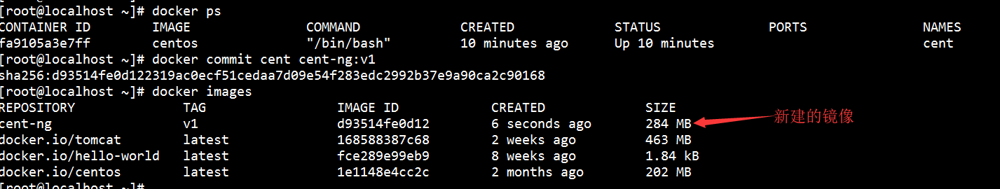 [root@localhost ~]# docker ps
CONTAINER ID IMAGE COMMAND CREATED STATUS PORTS NAMES
fa9105a3e7ff centos "/bin/bash" 10 minutes ago Up 10 minutes cent
[root@localhost ~]# docker commit cent cent-ng:v1
sha256:d93514fe0d122319ac0ecf51cedaa7d09e54f283edc2992b37e9a90ca2c90168
[root@localhost ~]# docker images
REPOSITORY TAG IMAGE ID CREATED SIZE
cent-ng v1 d93514fe0d12 6 seconds ago 284 MB 新建的镜像
docker.io/tomcat latest 168588387c68 2 weeks ago 463 MB
docker.io/hello-world latest fce289e99eb9 8 weeks ago 1.84 kB
docker.io/centos latest 1e1148e4cc2c 2 months ago 202 MB
[root@localhost ~]#